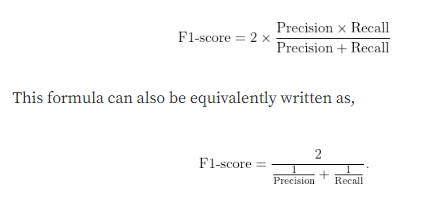 F1-score = 2 × Precision × Recall / Precision + Recall
This formula can also be equivalently written as,
F1-score = 2 / 1 / Precision + 1 / Recall .